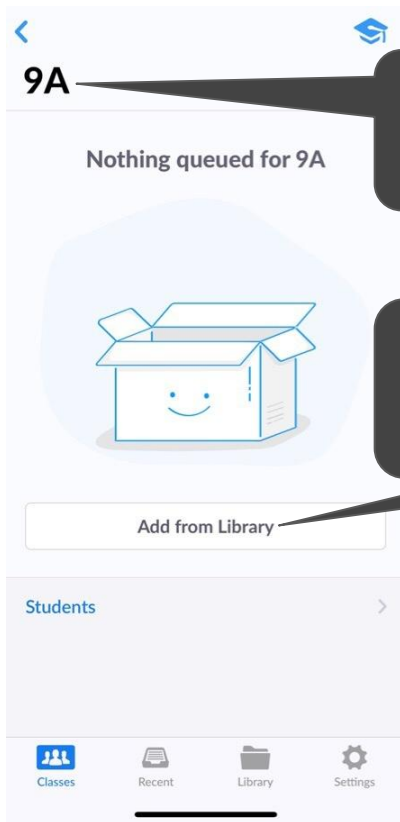 9A
Nothing queued for 9A
Add from Library
Students
Classes Recent Library Settings